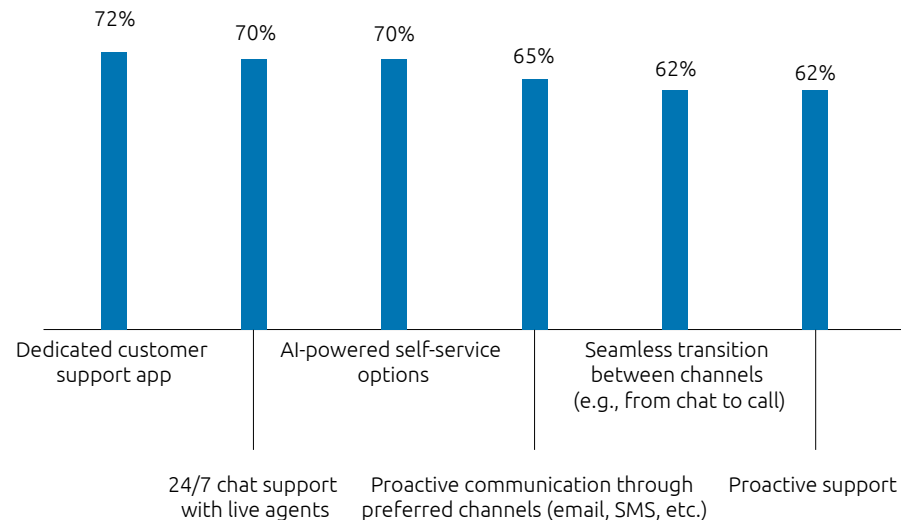 72%
70%
70%
65%
62%
62%
Dedicated customer
support app
AI-powered self-service
options
Seamless transition
between channels
(e.g., from chat to call)
24/7 chat support
with live agents
Proactive communication through
preferred channels (email, SMS, etc.)
Proactive support